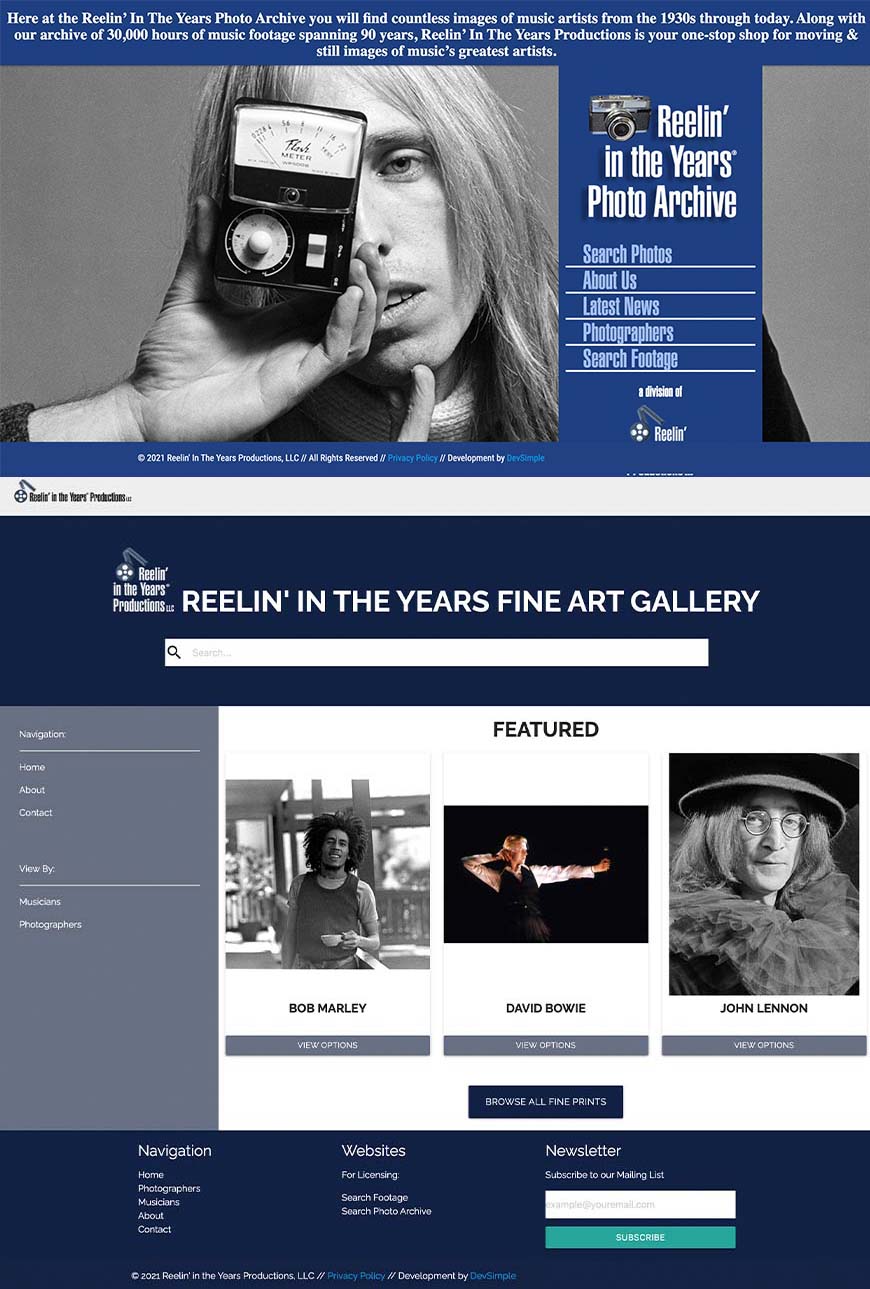 Here at the Reelin’ In The Years Photo Archive you will find countless images of music artists from the 1930s through today. Along with
our archive of 30,000 hours of music footage spanning 90 years, Reelin’ In The Years Productions is your one-stop shop for moving &
still images of music’s greatest artists.
Flash
METER
Reelin’
in the Years®
Photo Archive
Search Photos
About Us
Latest News
Photographers
Search Footage
a division of
Reelin’
© 2021 Reelin’ In The Years Productions, LLC // All Rights Reserved // Privacy Policy // Development by DevSimple
Reelin’ in the Years® Productions LLC
Reelin’
in the Years®
Productions LLC
REELIN' IN THE YEARS FINE ART GALLERY
Search...
Navigation:
Home
About
Contact
View By:
Musicians
Photographers
FEATURED
BOB MARLEY
VIEW OPTIONS
DAVID BOWIE
VIEW OPTIONS
JOHN LENNON
VIEW OPTIONS
BROWSE ALL FINE PRINTS
Navigation
Home
Photographers
Musicians
About
Contact
Websites
For Licensing:
Search Footage
Search Photo Archive
Newsletter
Subscribe to our Mailing List
example@youremail.com
SUBSCRIBE
© 2021 Reelin' in the Years Productions, LLC // Privacy Policy // Development by DevSimple